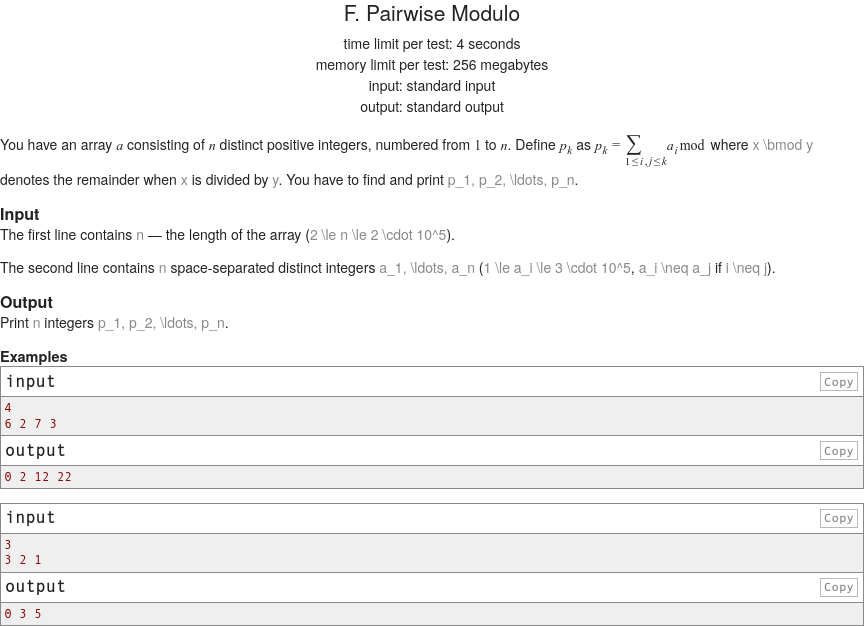 F. Pairwise Modulo
time limit per test: 4 seconds
memory limit per test: 256 megabytes
input: standard input
output: standard output
You have an array a consisting of n distinct positive integers, numbered from 1 to n. Define p_k as p_k = ∑_{1≤i,j≤k} a_i mod where x \bmod y
denotes the remainder when x is divided by y. You have to find and print p_1, p_2, \ldots, p_n.
Input
The first line contains n — the length of the array (2 \le n \le 2 \cdot 10^5).
The second line contains n space-separated distinct integers a_1, \ldots, a_n (1 \le a_i \le 3 \cdot 10^5, a_i \neq a_j if i \neq j).
Output
Print n integers p_1, p_2, \ldots, p_n.
Examples
input Copy
4
6 2 7 3
output Copy
0 2 12 22
input Copy
3
3 2 1
output Copy
0 3 5